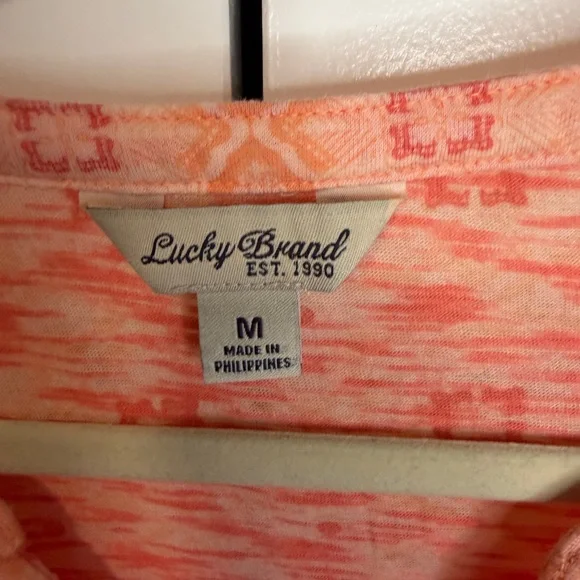 Lucky Brand
EST. 1990
M
MADE IN
PHILIPPINES